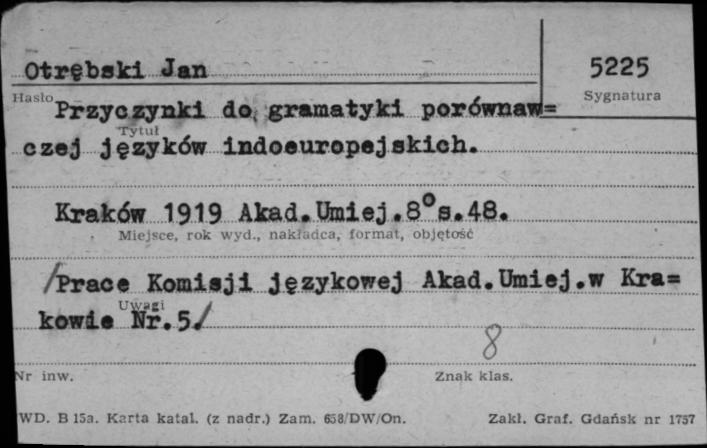 Otrębski Jan
5225
Hasło
Sygnatura
Przyczynki do gramatyki porównaw=
Tytuł
czej języków indoeuropejskich.
Kraków 1919 Akad.Umiej.8° s.48.
Miejsce, rok wyd., nakładca, format, objętość
/Prace Komisji językowej Akad.Umiej.w Kra=
Uwagi
kowie Nr.5/
8
Nr inw.
Znak klas.
WD. B 15a. Karta katal. (z nadr.) Zam. 658/DW/On.
Zakł. Graf. Gdańsk nr 1757